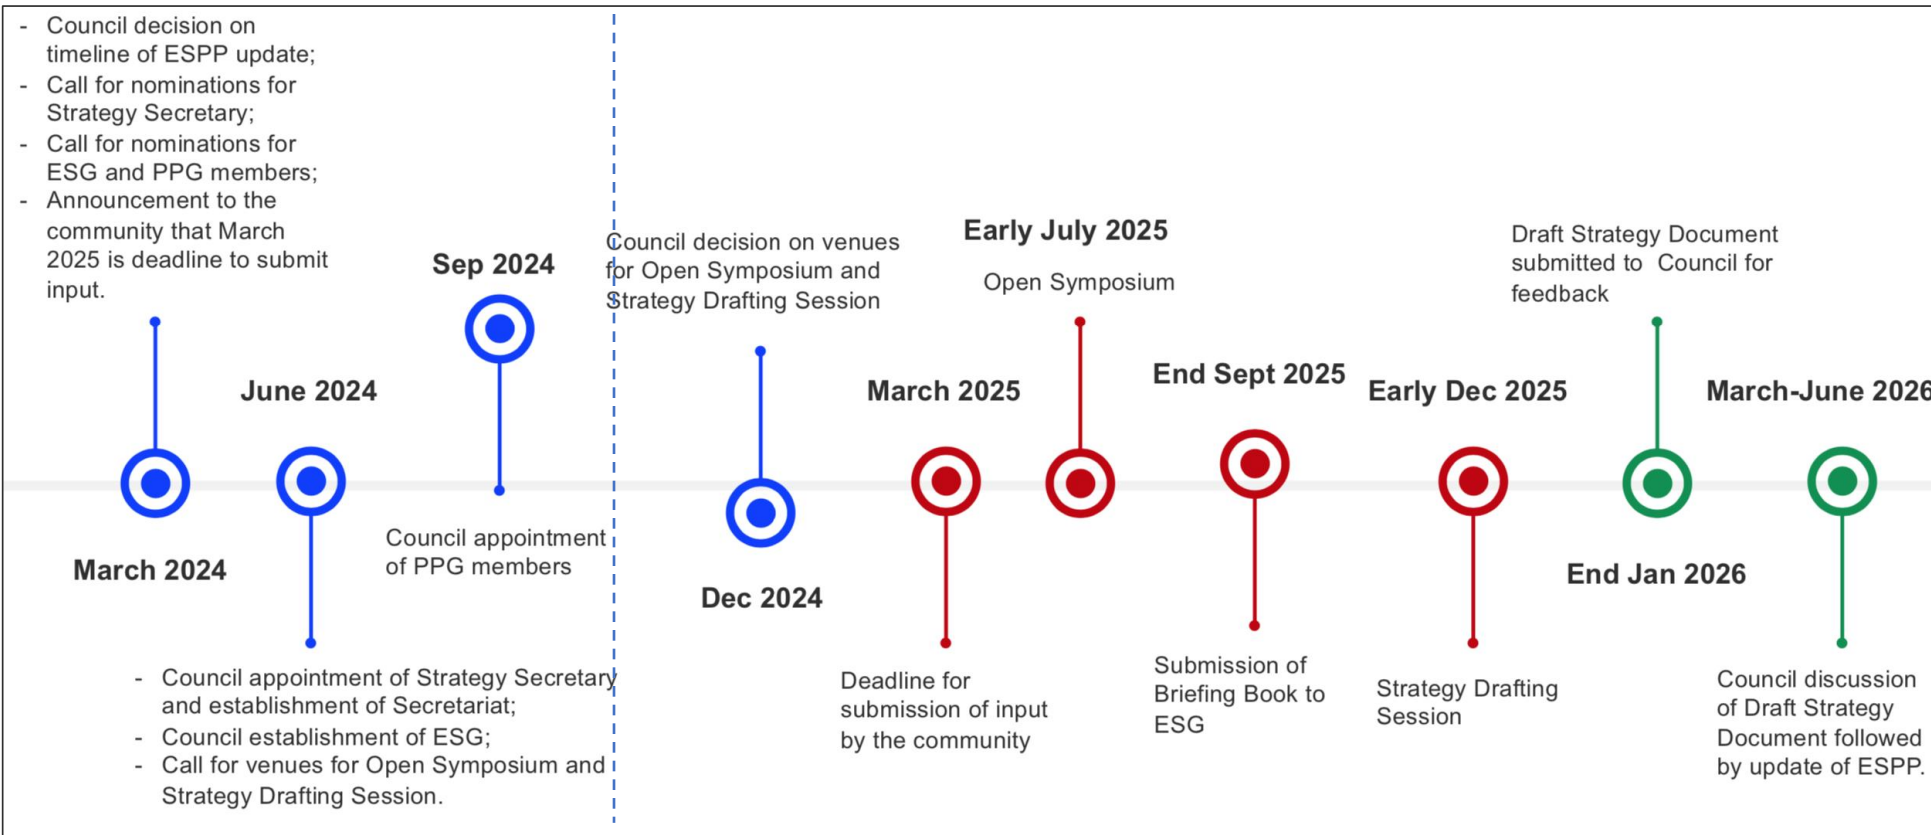 - Council decision on
timeline of ESPP update;
- Call for nominations for
Strategy Secretary;
- Call for nominations for
ESG and PPG members;
- Announcement to the
community that March
2025 is deadline to submit
input.
March 2024
June 2024
- Council appointment of Strategy Secretary
and establishment of Secretariat;
- Council establishment of ESG;
- Call for venues for Open Symposium and
Strategy Drafting Session.
Sep 2024
Council appointment
of PPG members
Council decision on venues
for Open Symposium and
Strategy Drafting Session
Dec 2024
March 2025
Deadline for
submission of input
by the community
Early July 2025
Open Symposium
End Sept 2025
Submission of
Briefing Book to
ESG
Early Dec 2025
Strategy Drafting
Session
Draft Strategy Document
submitted to Council for
feedback
End Jan 2026
March-June 2026
Council discussion
of Draft Strategy
Document followed
by update of ESPP.